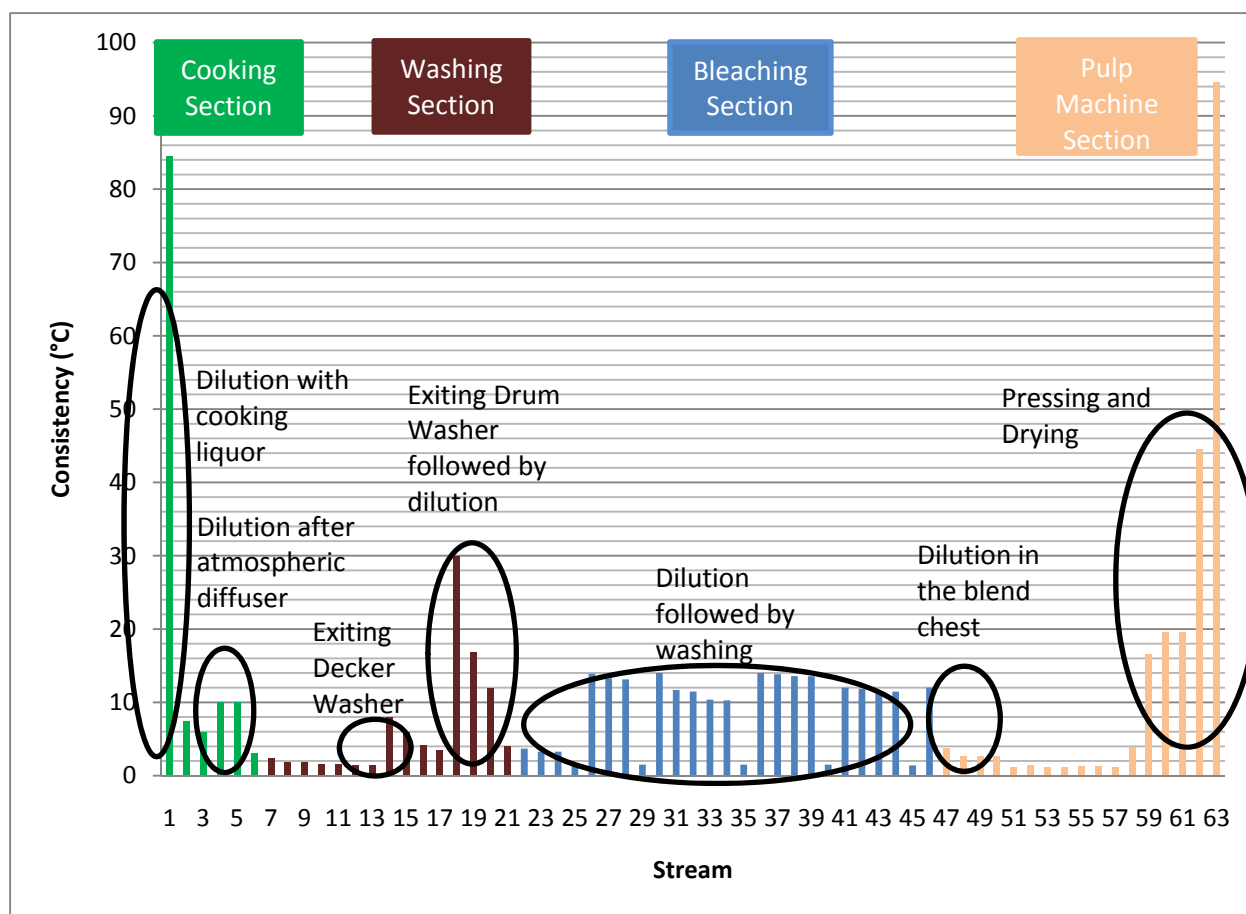 Cooking
Section
Washing
Section
Bleaching
Section
Pulp
Machine
Section
Consistency (°C)
100
90
80
70
60
50
40
30
20
10
0
Dilution with
cooking
liquor
Dilution after
atmospheric
diffuser
Exiting
Decker
Washer
Exiting Drum
Washer
followed by
dilution
Dilution
followed by
washing
Dilution in
the blend
chest
Pressing and
Drying
1 3 5 7 9 11 13 15 17 19 21 23 25 27 29 31 33 35 37 39 41 43 45 47 49 51 53 55 57 59 61 63
Stream